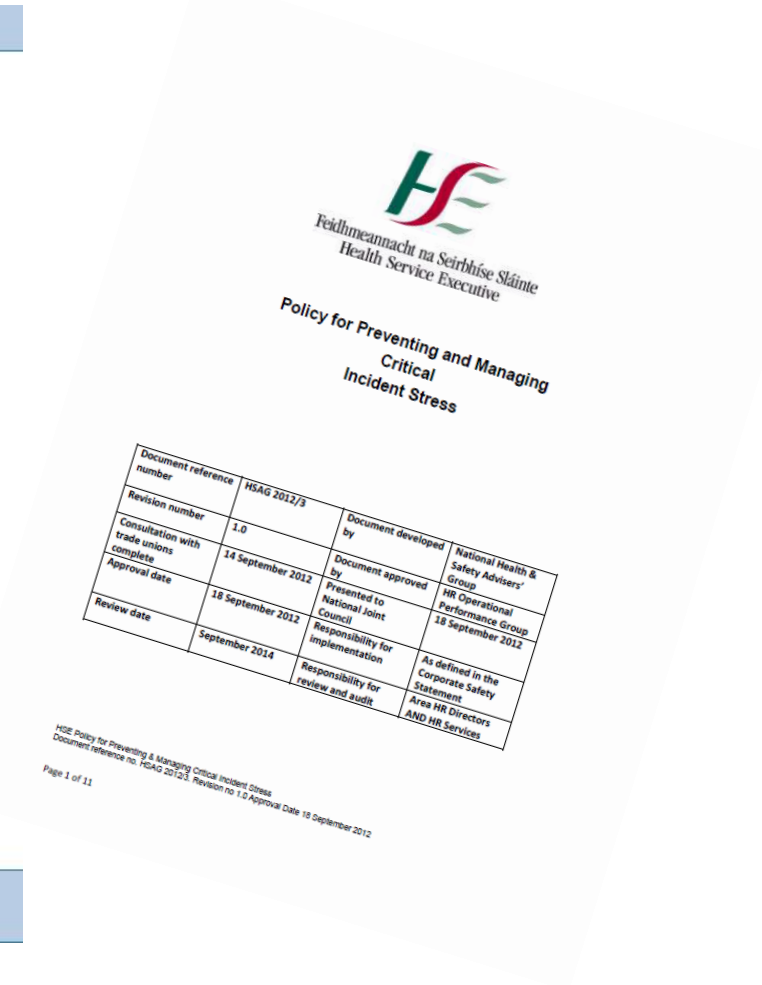 HSE
Feidhmeannacht na Seirbhíse Sláinte
Health Service Executive
Policy for Preventing and Managing
Critical
Incident Stress
Document reference
number
HSAG 2012/3
Document developed
by
National Health &
Safety Advisers'
Group
Revision number
1.0
Document approved
by
HR Operational
Performance Group
Consultation with
trade unions
complete
14 September 2012
Presented to
National Joint
Council
18 September 2012
Approval date
18 September 2012
Responsibility for
implementation
As defined in the
Corporate Safety
Statement
Review date
September 2014
Responsibility for
review and audit
Area HR Directors
AND HR Services
HSE Policy for Preventing & Managing Critical Incident Stress
Document reference no. HSAG 2012/3, Revision no 1.0 Approval Date 18 September 2012
Page 1 of 11